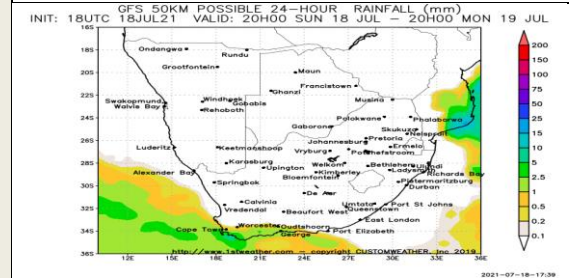 GFS 50KM POSSIBLE 24-HOUR RAINFALL (mm)
INIT: 18UTC 18JUL21 VALID: 20H00 SUN 18 JUL - 20H00 MON 19 JUL
16S
Ondangwa
Rundu
18S
Grootfontein
Maun
20S
Francistown
Ghanzi
22S
Swakopmund
Windhoek
Gobabis
Musina
Walvis Bay
Rehoboth
Polokwane
Phalaborwa
24S
Gaborone
Skukuza
Pretoria
Nelspruit
Johannesburg
26S
Luderitz
Keetmanshoop
Vryburg
Potchefstroom
Ermelo
Karasburg
Upington
Welkom
Bethlehem
Ulundi
28S
Alexander Bay
Kimberley
Ladysmith
Richards Bay
Bloemfontein
Pietermaritzburg
Springbok
Durban
30S
De Aar
Calvinia
Umtata
Port St Johns
Vredendal
Beaufort West
Queenstown
32S
East London
Worcester
Oudtshoorn
Cape Town
George
Port Elizabeth
34S
http://www.1stweather.com - copyright CUSTOMWEATHER, Inc 2019
36S
12E
15E
18E
21E
24E
27E
30E
33E
36E
200
150
100
75
50
25
15
10
5
2.5
1
0.5
0.2
0.1
2021-07-18-17:39